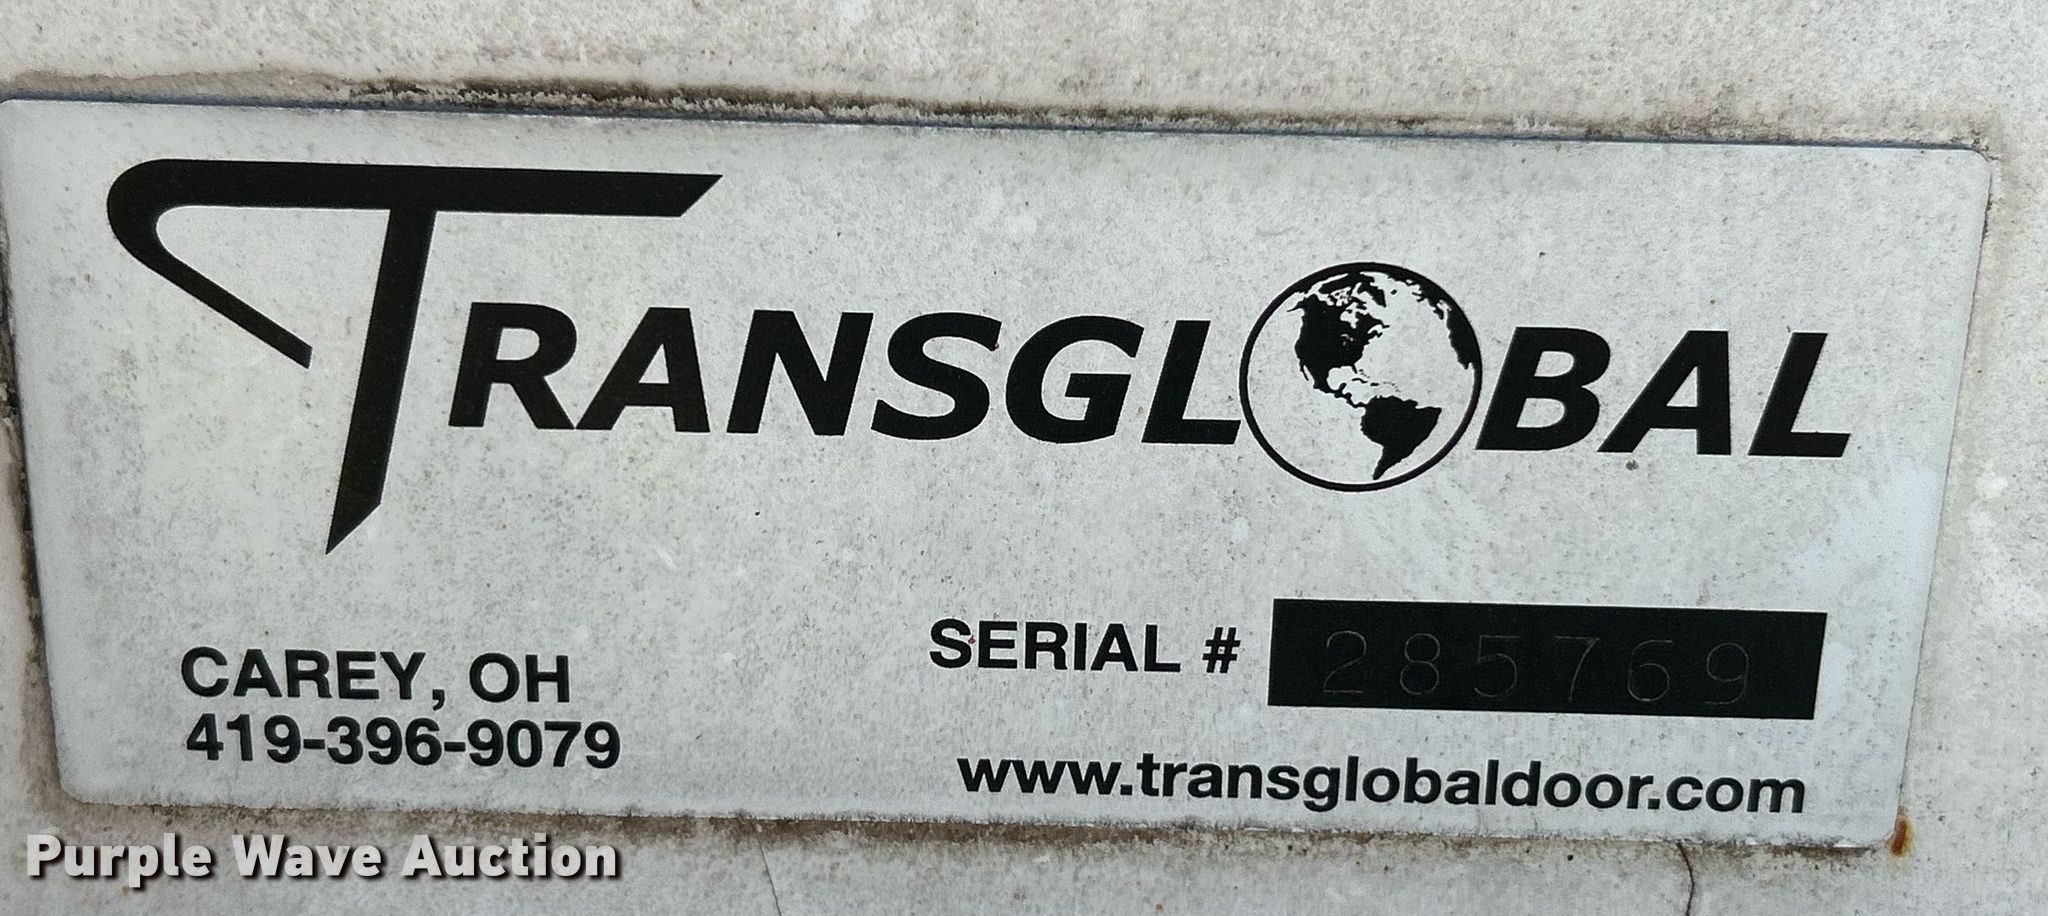 TRANSGLOBAL
CAREY, OH
419-396-9079
SERIAL # 285769
www.transglobaldoor.com
Purple Wave Auction